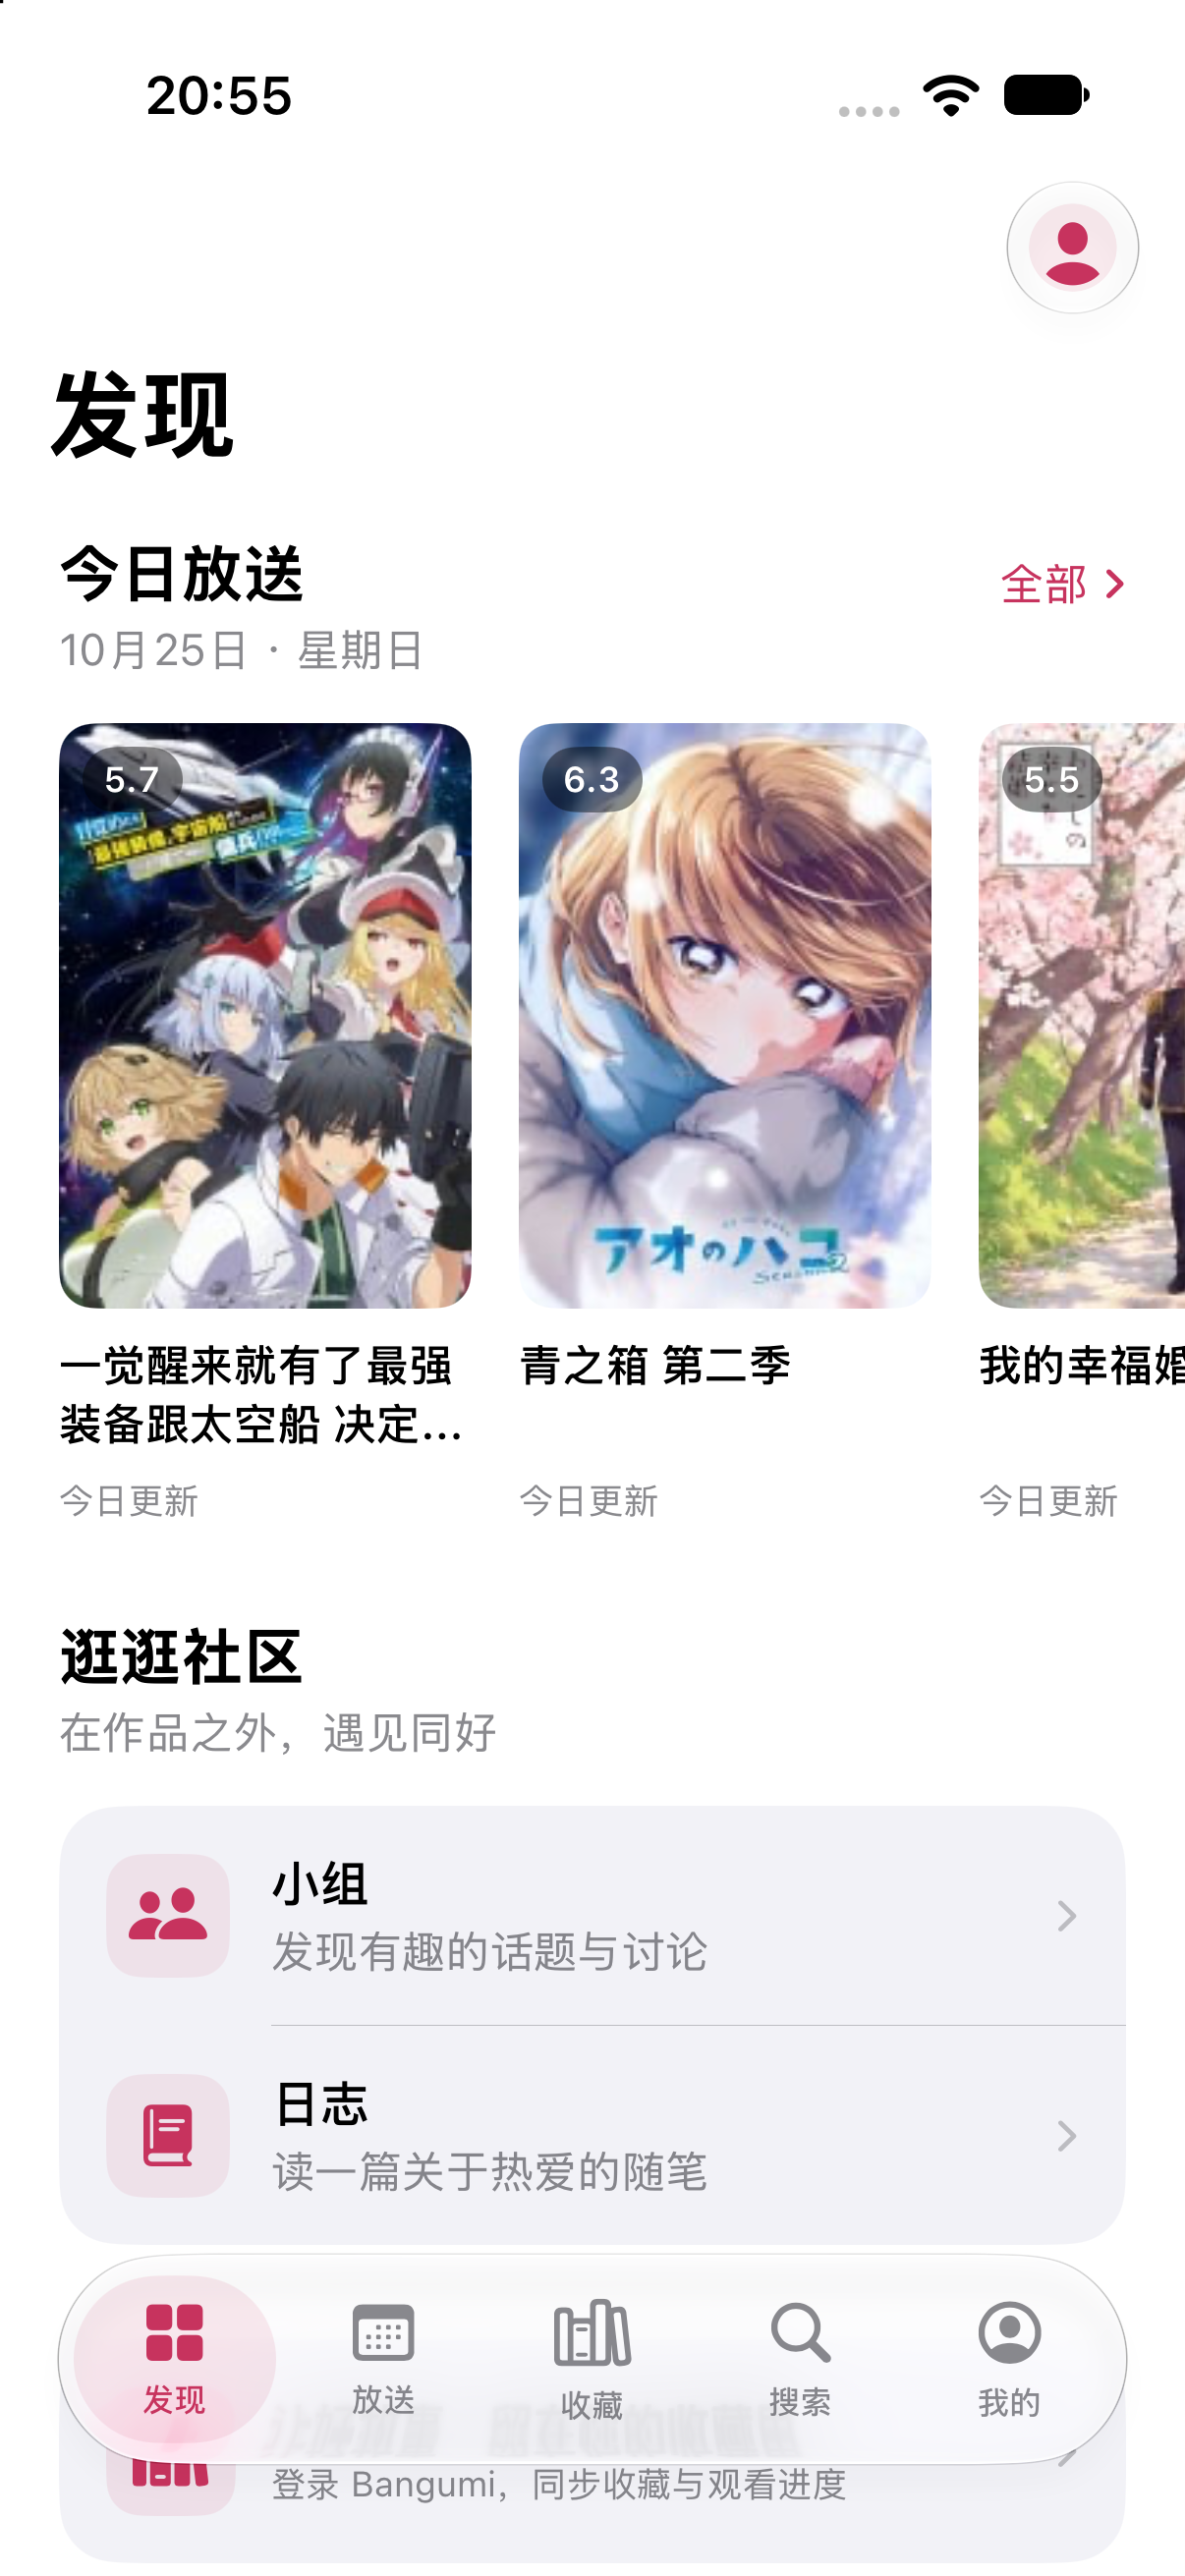 20:55
发现
今日放送
全部
10月25日 · 星期日
5.7
6.3
5.5
アオのハコ
一觉醒来就有了最强
装备跟太空船 决定...
青之箱 第二季
我的幸福婚
今日更新
今日更新
今日更新
逛逛社区
在作品之外，遇见同好
小组
发现有趣的话题与讨论
日志
读一篇关于热爱的随笔
发现
放送
收藏
搜索
我的
登录 Bangumi，同步收藏与观看进度